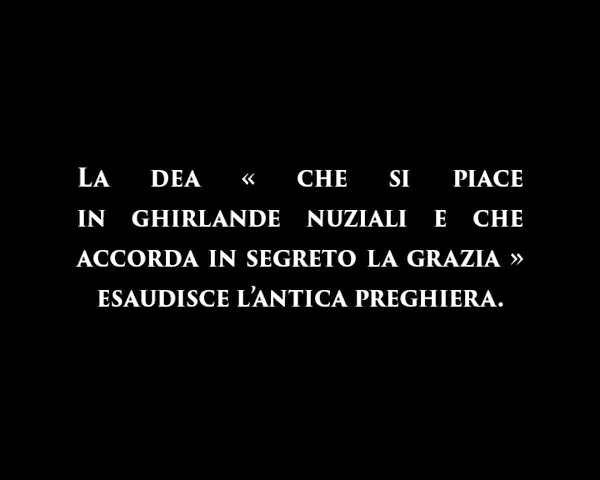 La dea « che si piace
in ghirlande nuziali e che
accorda in segreto la grazia »
esaudisce l’antica preghiera.